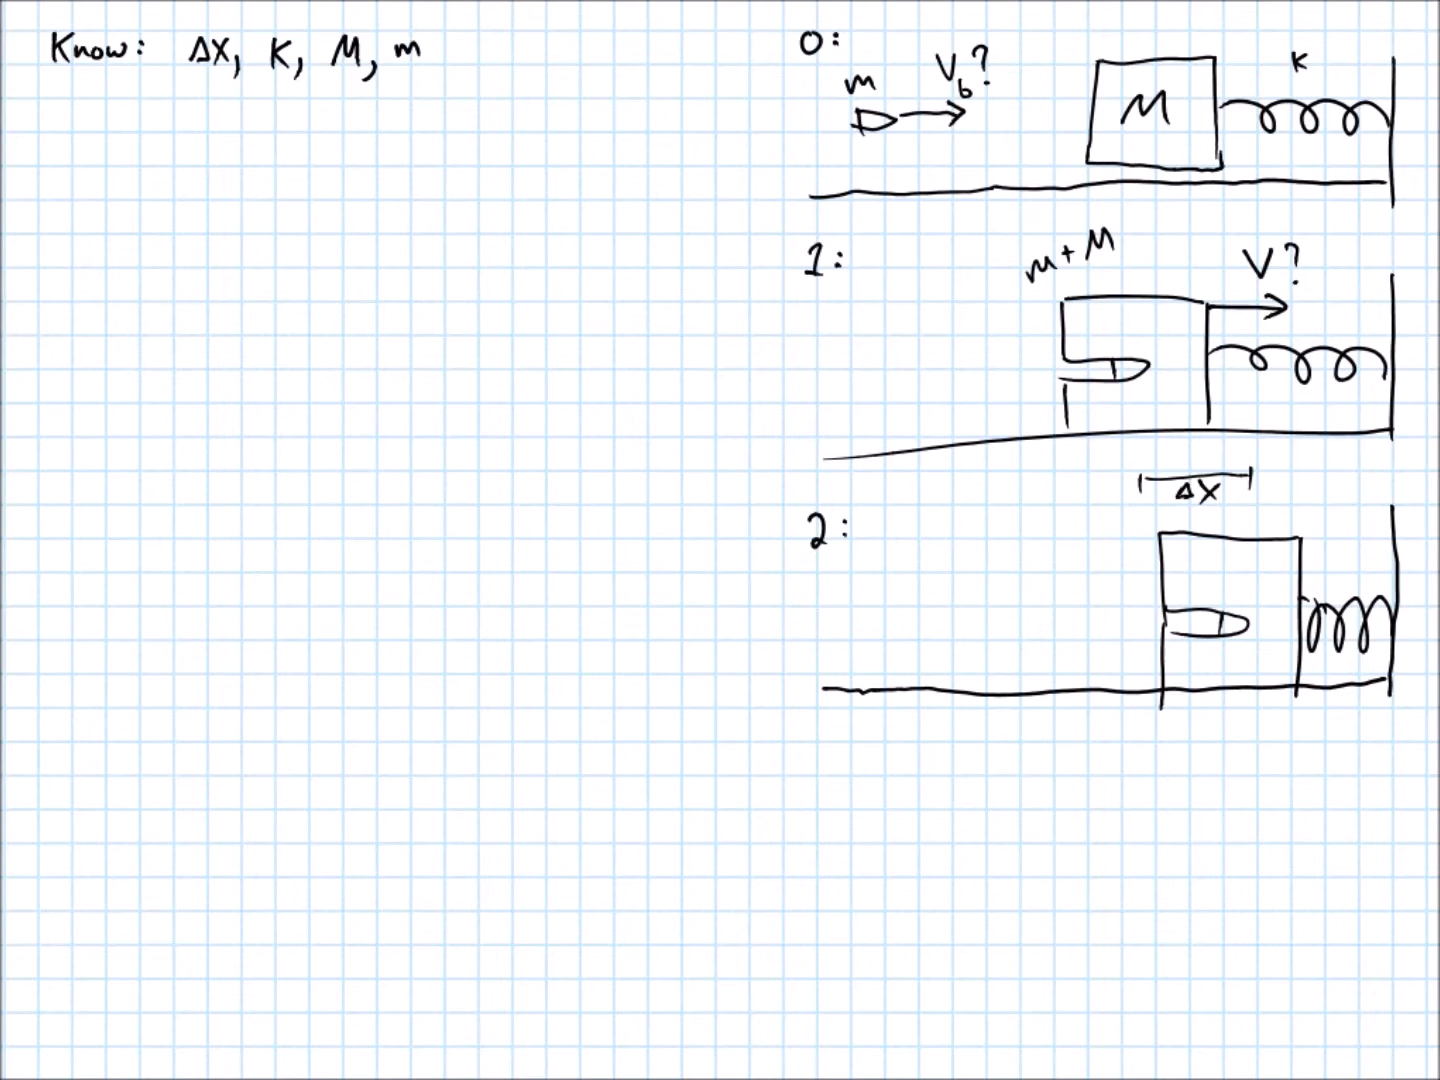 Know: Δx, K, M, m
0:
m
V_b?
M
K
1:
m + M
V?
Δx
2: